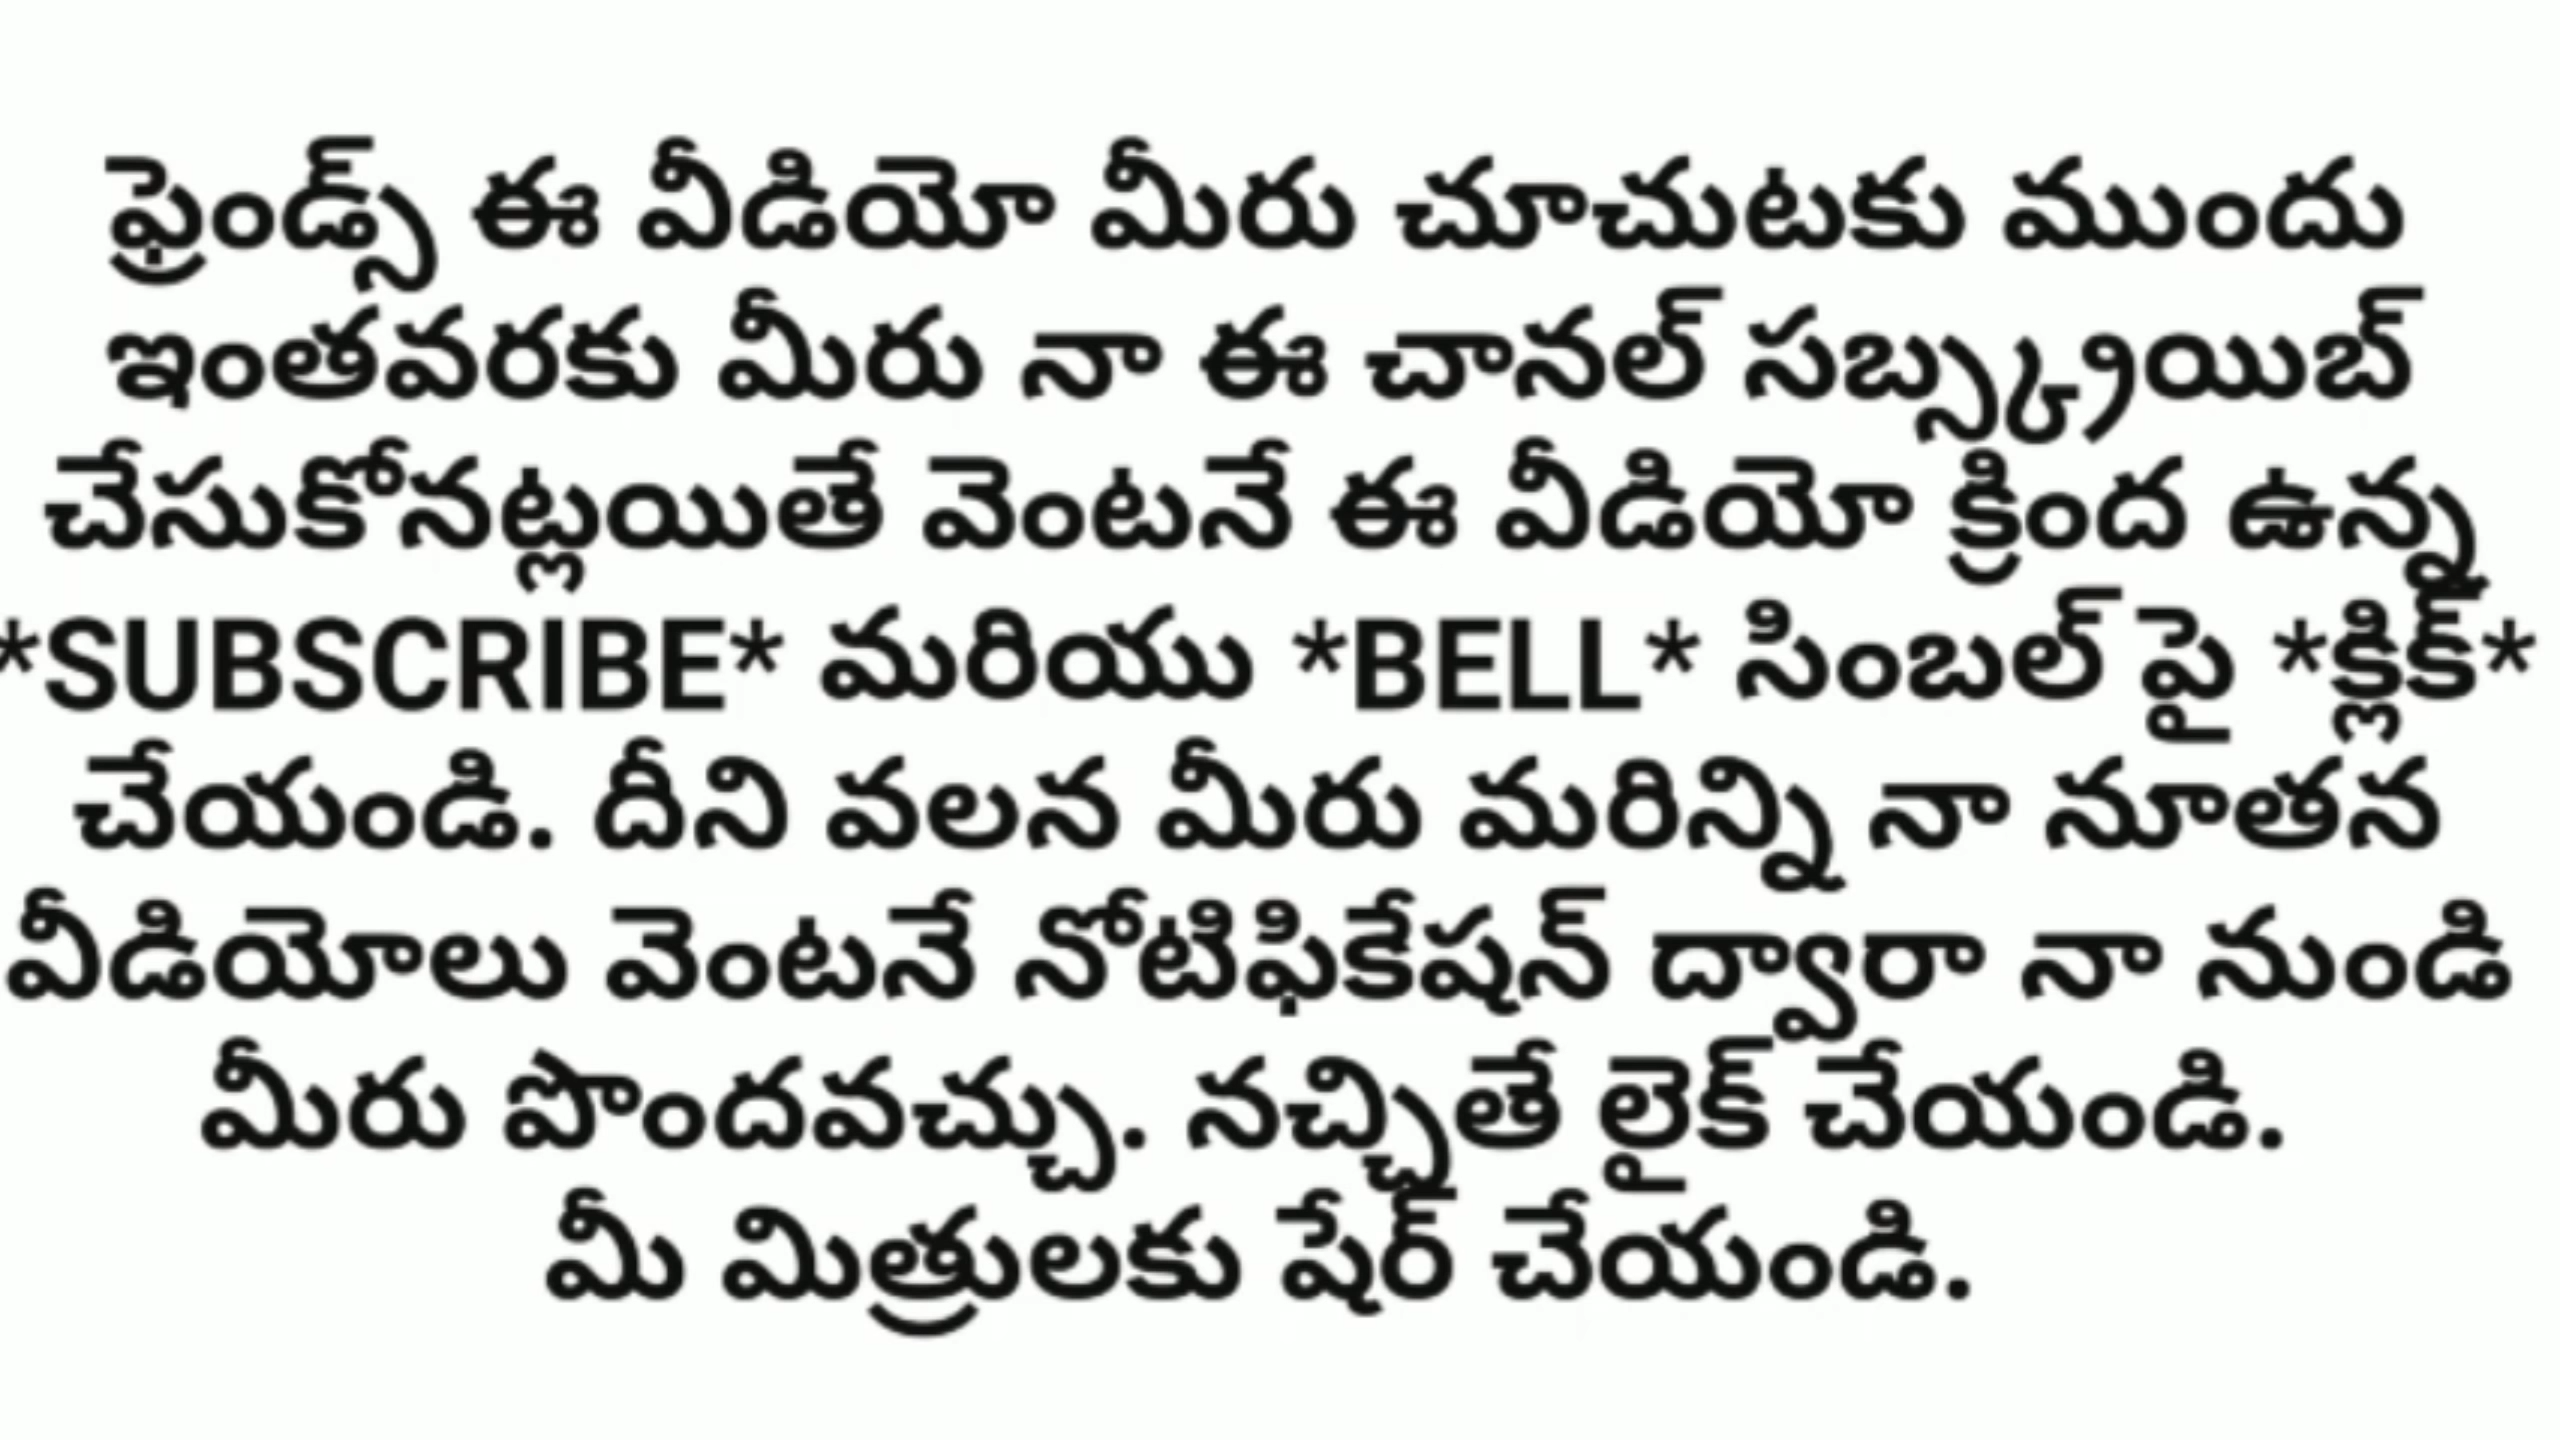 ఫ్రెండ్స్ ఈ వీడియో మీరు చూచుటకు ముందు
ఇంతవరకు మీరు నా ఈ చానల్ సబ్స్క్రయిబ్
చేసుకోనట్లయితే వెంటనే ఈ వీడియో క్రింద ఉన్న
*SUBSCRIBE* మరియు *BELL* సింబల్ పై *క్లిక్*
చేయండి. దీని వలన మీరు మరిన్ని నా నూతన
వీడియోలు వెంటనే నోటిఫికేషన్ ద్వారా నా నుండి
మీరు పొందవచ్చు. నచ్చితే లైక్ చేయండి.
మీ మిత్రులకు షేర్ చేయండి.